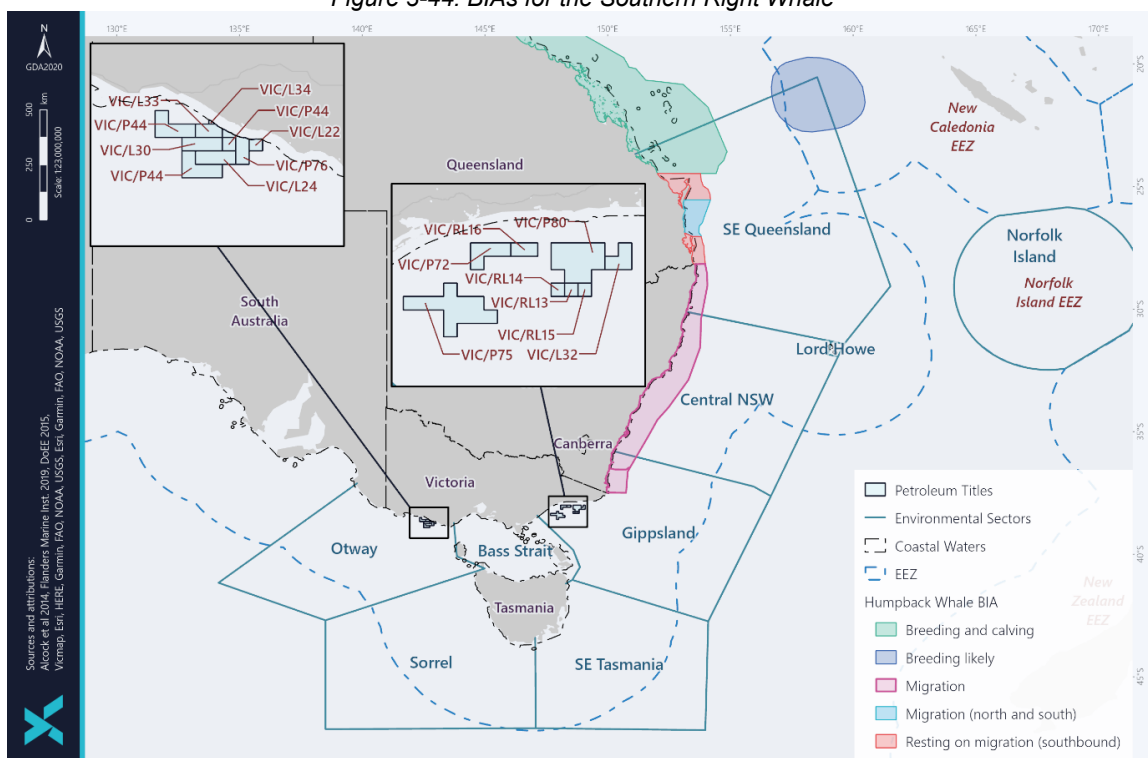 Figure 5-44: BIAs for the Southern Right Whale
130°E
135°E
140°E
145°E
150°E
155°E
160°E
165°E
170°E
20°S
25°S
30°S
35°S
40°S
45°S
N
GDA2020
500
km
250
0
Scale: 1:23,000,000
VIC/L34
VIC/L33
VIC/P44
VIC/P44
VIC/L22
VIC/L30
VIC/P76
VIC/P44
VIC/L24
VIC/P80
VIC/RL16
VIC/P72
VIC/RL14
VIC/RL13
VIC/RL15
VIC/P75
VIC/L32
Queensland
SE Queensland
New
Caledonia
EEZ
Norfolk
Island
Norfolk
Island EEZ
South
Australia
Lord Howe
Central NSW
Canberra
Victoria
Gippsland
Otway
Bass Strait
Tasmania
Sorrel
SE Tasmania
New
Zealand
EEZ
Petroleum Titles
Environmental Sectors
Coastal Waters
EEZ
Humpback Whale BIA
Breeding and calving
Breeding likely
Migration
Migration (north and south)
Resting on migration (southbound)
Sources and attributions:
Alcock et al 2014, Flanders Marine Inst. 2019, DoEE 2015,
Vicmap, Esri, HERE, Garmin, FAO, NOAA, USGS, Esri, Garmin, FAO, NOAA, USGS